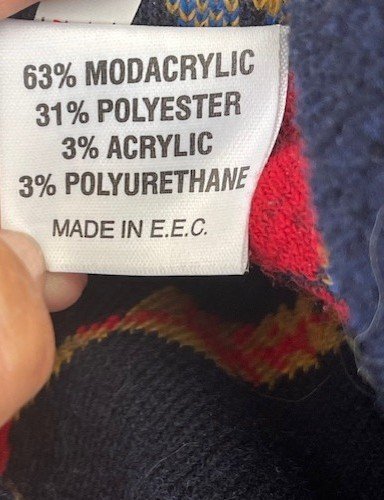 63% MODACRYLIC
31% POLYESTER
3% ACRYLIC
3% POLYURETHANE
MADE IN E.E.C.